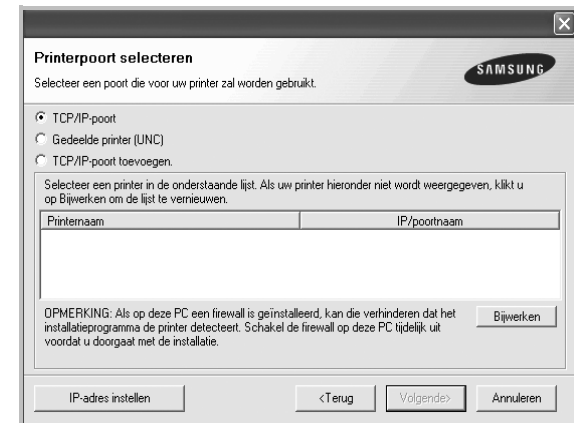 Printerpoort selecteren
Selecteer een poort die voor uw printer zal worden gebruikt.
SAMSUNG
TCP/IP-poort
Gedeelde printer (UNC)
TCP/IP-poort toevoegen.
Selecteer een printer in de onderstaande lijst. Als uw printer hieronder niet wordt weergegeven, klikt u
op Bijwerken om de lijst te vernieuwen.
Printernaam IP/poortnaam
OPMERKING: Als op deze PC een firewall is geïnstalleerd, kan die verhinderen dat het
installatieprogramma de printer detecteert. Schakel de firewall op deze PC tijdelijk uit
voordat u doorgaat met de installatie.
Bijwerken
IP-adres instellen <Terug Volgende> Annuleren